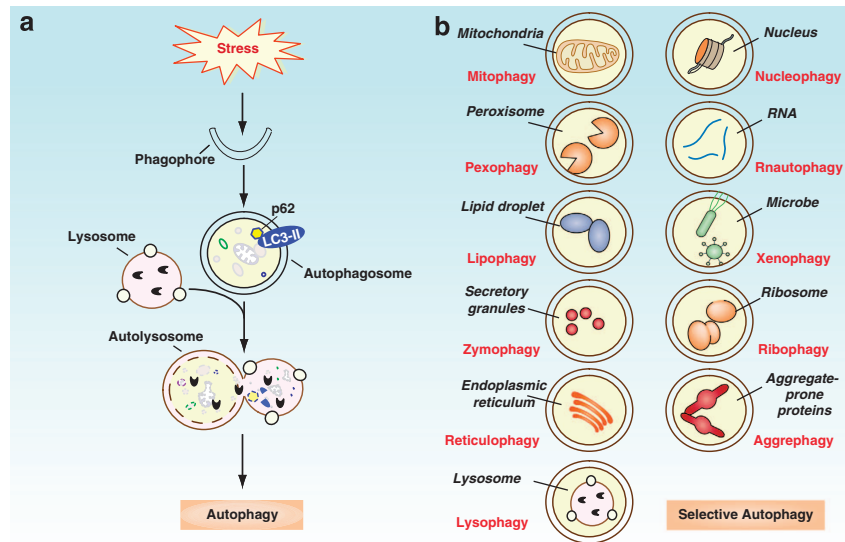 a
Stress
Phagophore
p62
LC3-II
Lysosome
Autophagosome
Autolysosome
Autophagy
b
Mitochondria
Mitophagy
Nucleus
Nucleophagy
Peroxisome
Pexophagy
RNA
Rnautophagy
Lipid droplet
Lipophagy
Microbe
Xenophagy
Secretory
granules
Zymophagy
Ribosome
Ribophagy
Endoplasmic
reticulum
Reticulophagy
Aggregate-
prone
proteins
Aggrephagy
Lysosome
Lysophagy
Selective Autophagy